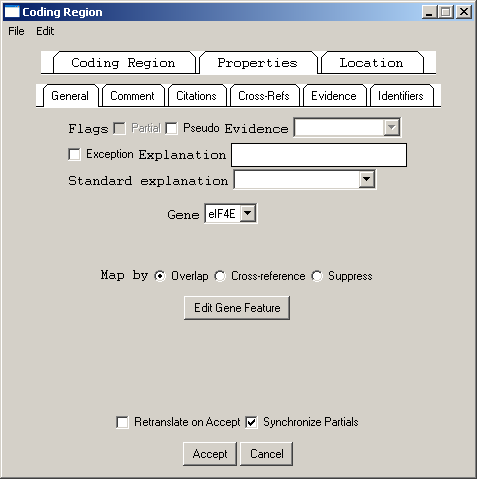 Coding Region
File Edit
Coding Region Properties Location
General Comment Citations Cross-Refs Evidence Identifiers
Flags Partial Pseudo Evidence
Exception Explanation
Standard explanation
Gene eIF4E
Map by Overlap Cross-reference Suppress
Edit Gene Feature
Retranslate on Accept Synchronize Partials
Accept Cancel